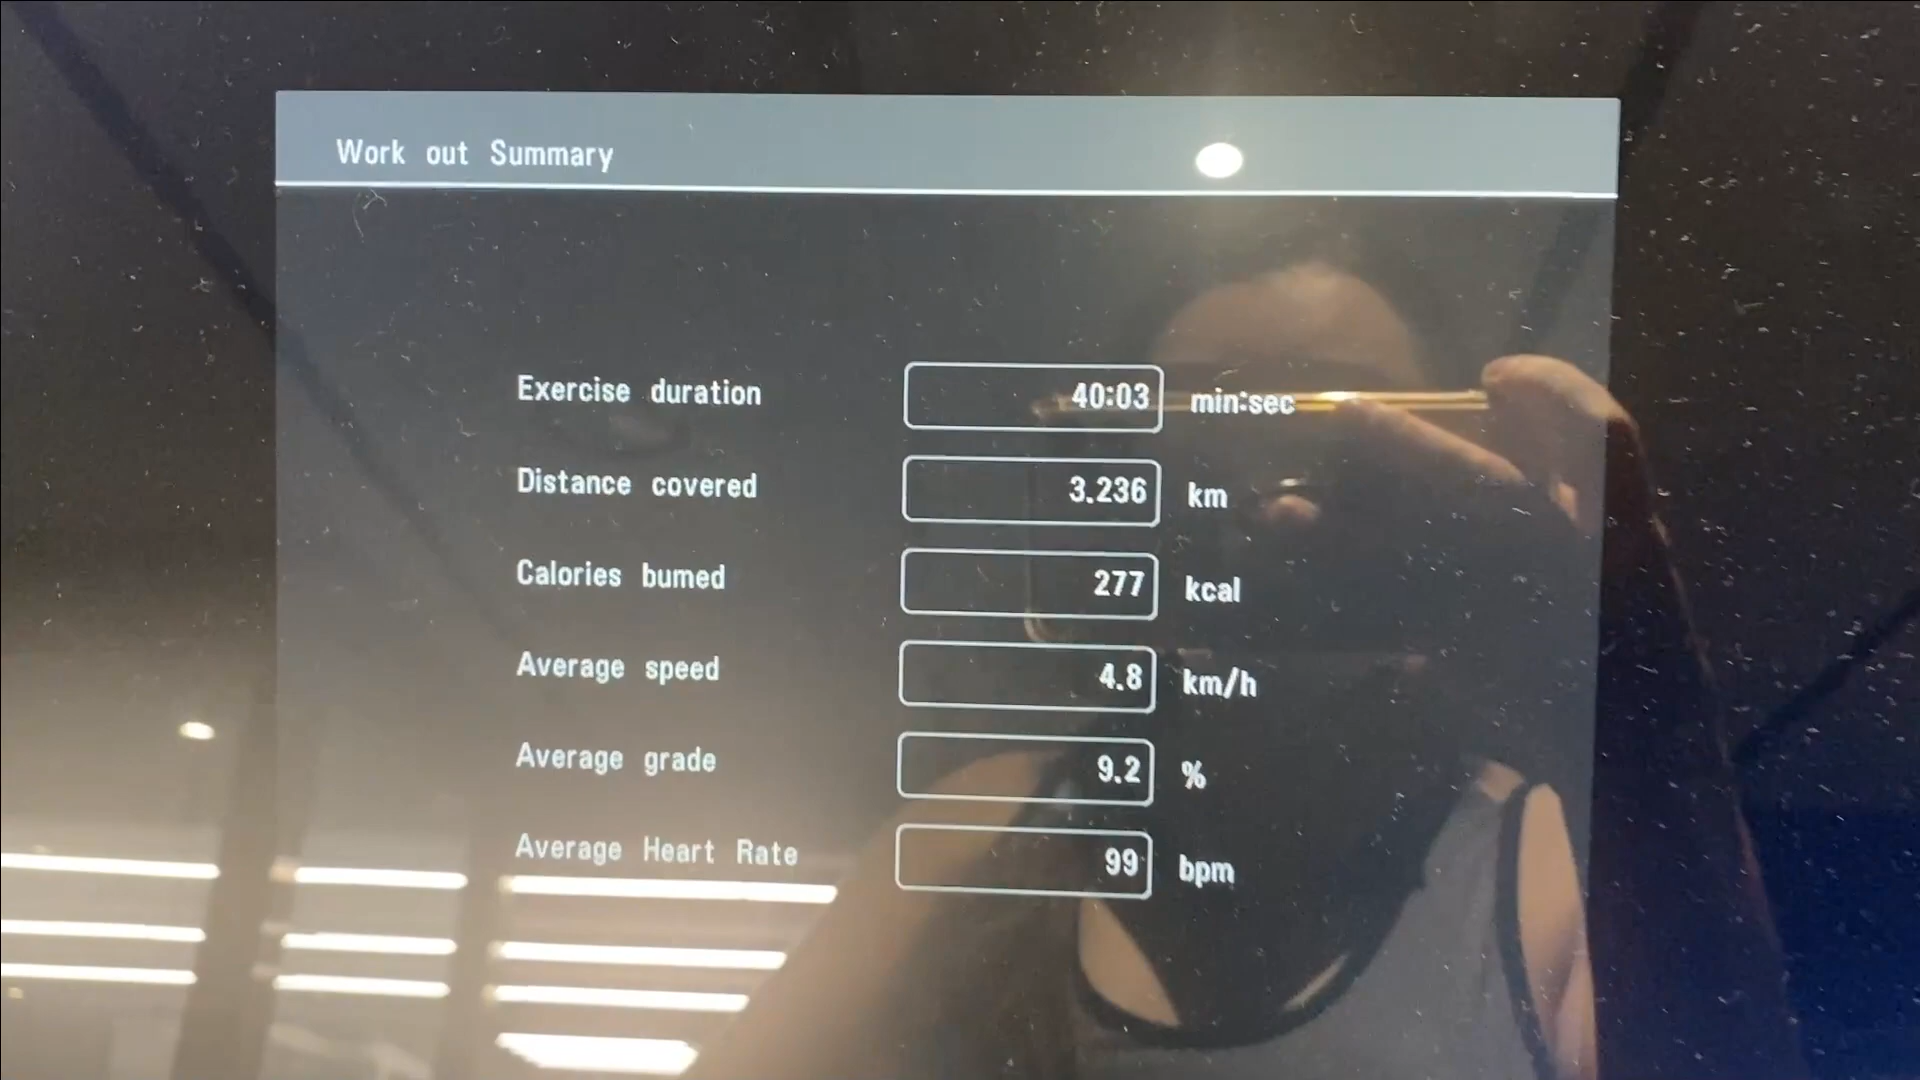 Work out Summary
Exercise duration 40:03 min:sec
Distance covered 3.236 km
Calories bumed 277 kcal
Average speed 4.8 km/h
Average grade 9.2 %
Average Heart Rate 99 bpm